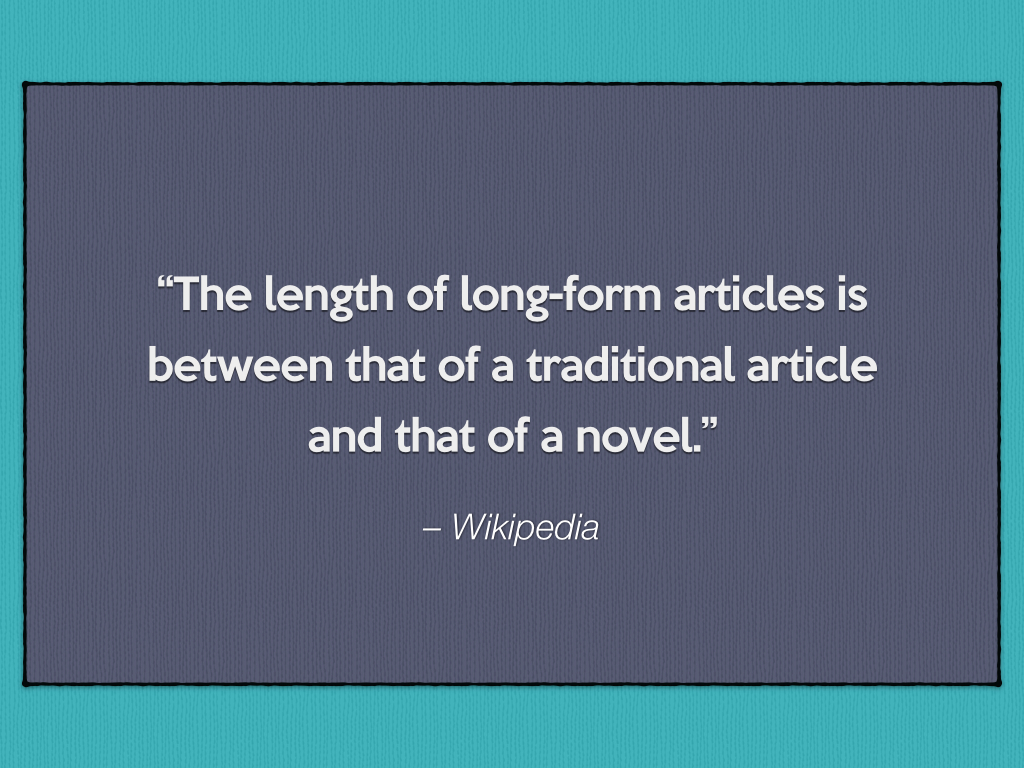 “The length of long-form articles is
between that of a traditional article
and that of a novel.”
– Wikipedia